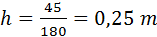 h = 45/180 = 0,25 m